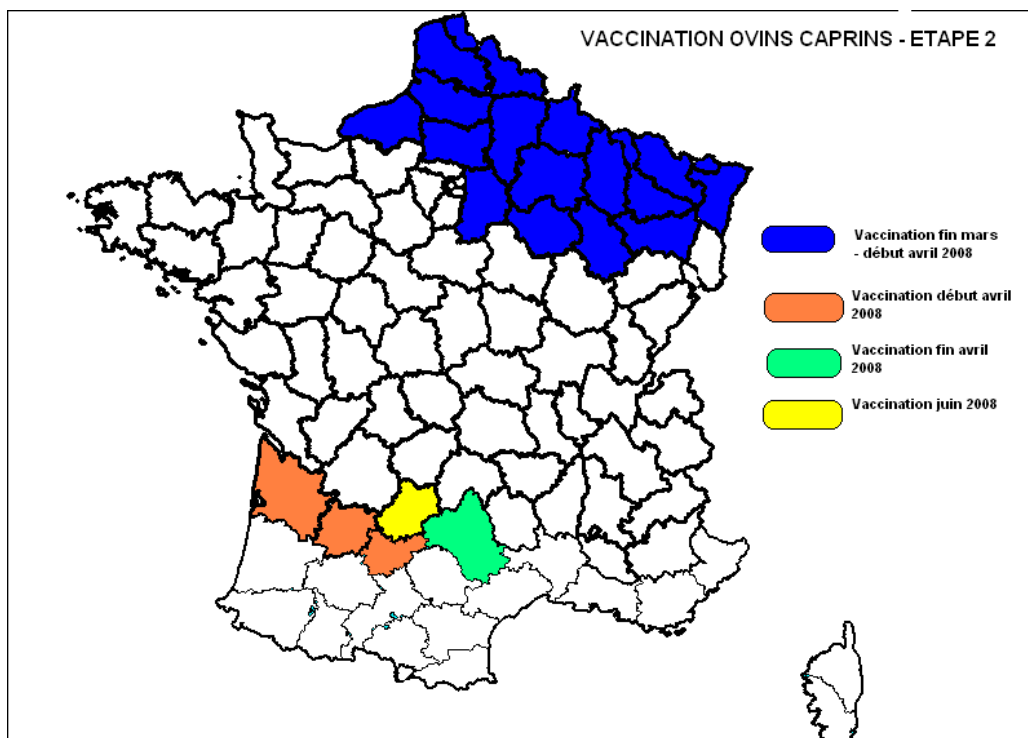 VACCINATION OVINS CAPRINS - ETAPE 2
Vaccination fin mars
- début avril 2008
Vaccination début avril
2008
Vaccination fin avril
2008
Vaccination juin 2008